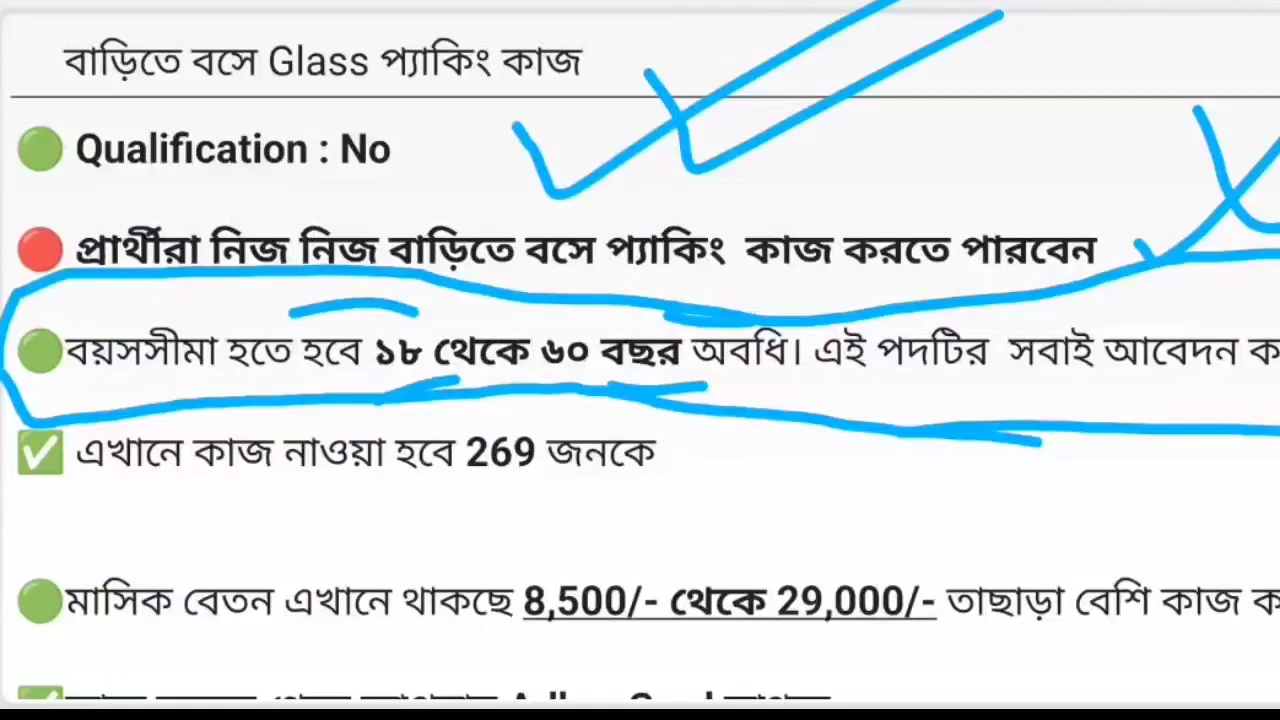 বাড়িতে বসে Glass প্যাকিং কাজ
Qualification : No
প্রার্থীরা নিজ নিজ বাড়িতে বসে প্যাকিং কাজ করতে পারবেন
বয়সসীমা হতে হবে ১৮ থেকে ৬০ বছর অবধি। এই পদটির সবাই আবেদন ক
এখানে কাজ নাওয়া হবে 269 জনকে
মাসিক বেতন এখানে থাকছে 8,500/- থেকে 29,000/- তাছাড়া বেশি কাজ ক